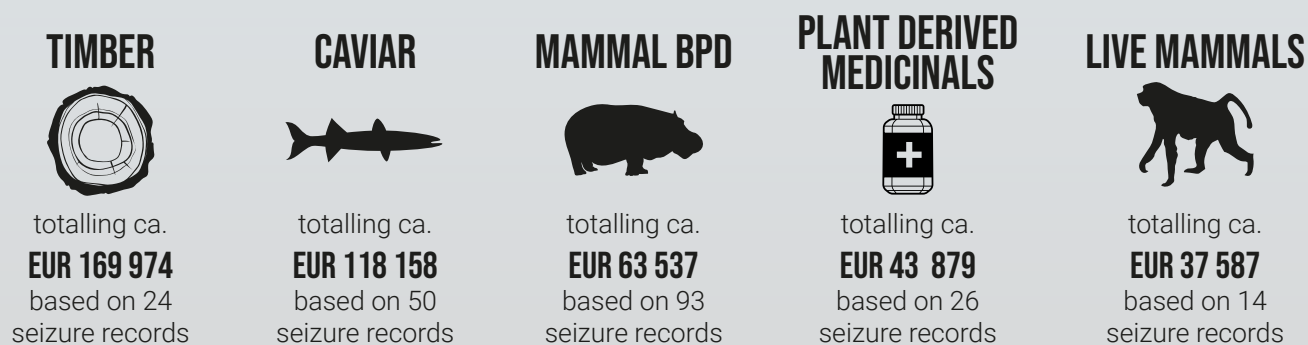 TIMBER
totalling ca.
EUR 169 974
based on 24
seizure records
CAVIAR
totalling ca.
EUR 118 158
based on 50
seizure records
MAMMAL BPD
totalling ca.
EUR 63 537
based on 93
seizure records
PLANT DERIVED
MEDICINALS
totalling ca.
EUR 43 879
based on 26
seizure records
LIVE MAMMALS
totalling ca.
EUR 37 587
based on 14
seizure records